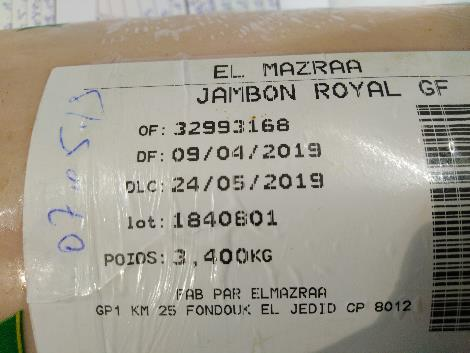 EL MAZRAA
JAMBON ROYAL GF
OF: 32993168
DF: 09/04/2019
DLC: 24/05/2019
lot: 1840801
POIDS: 3,400KG
FAB PAR ELMAZRAA
GP1 KM 25 FONDOUK EL JEDID CP 8012